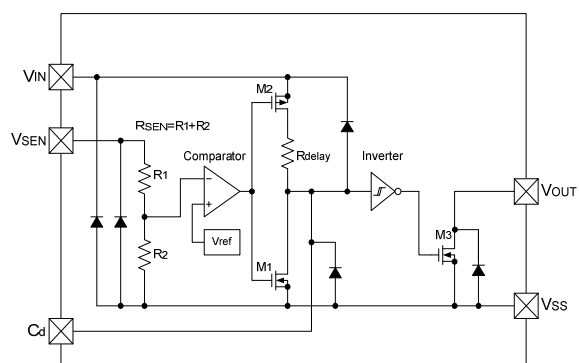 VIN
M2
VSEN
RSEN=R1+R2
Comparator
Rdelay
Inverter
R1
−
+
VOUT
Vref
M3
R2
M1
VSS
Cd